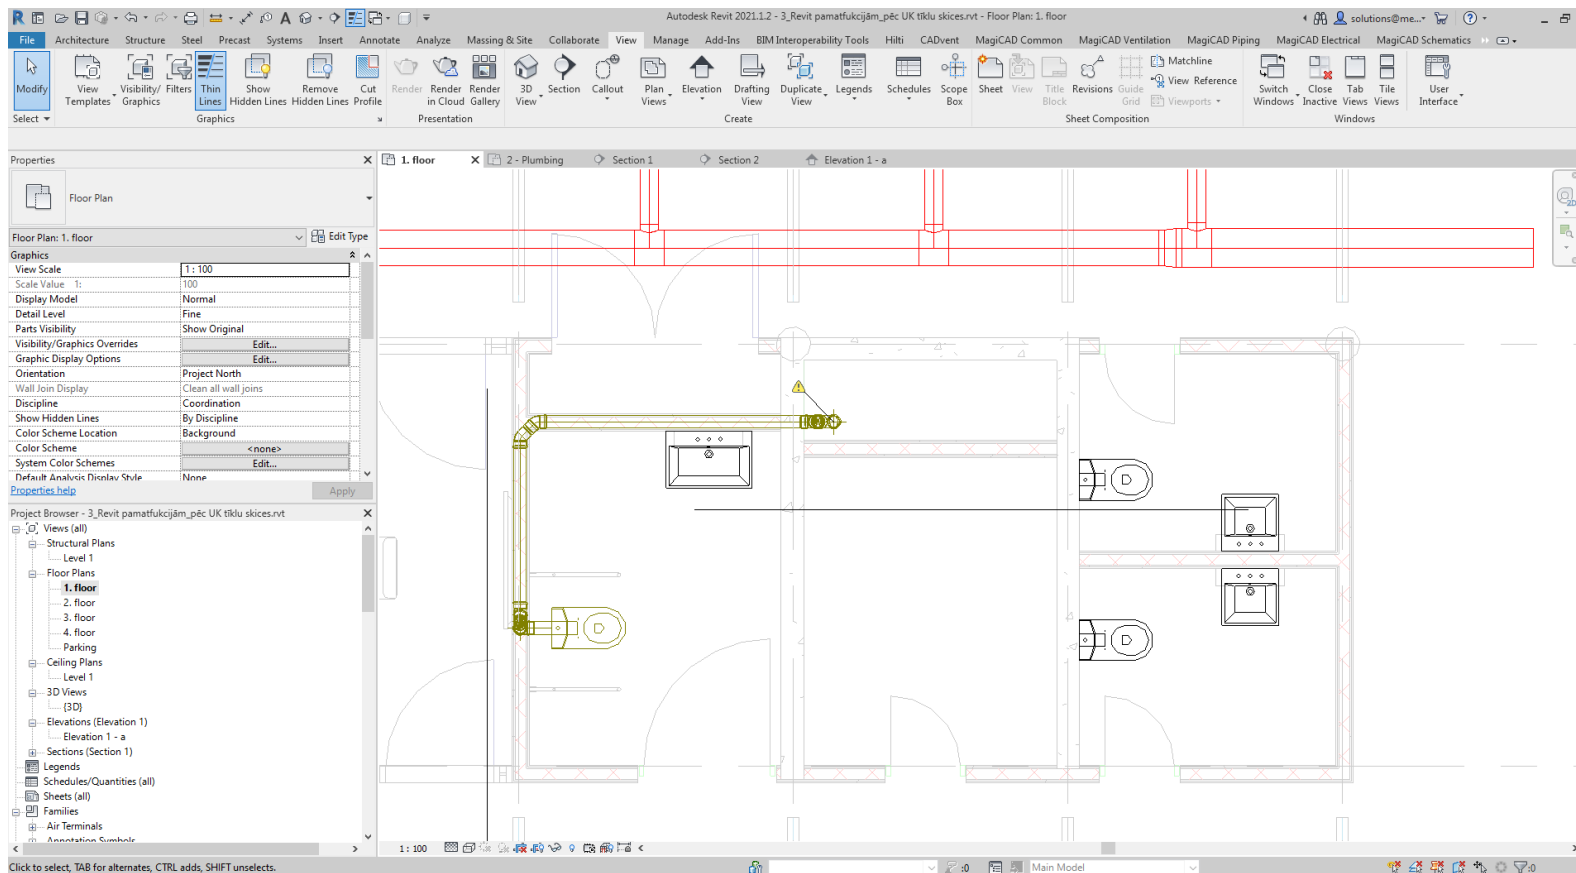 Autodesk Revit 2021.1.2 - 3_Revit pamatfukcijām_pēc UK tīklu skices.rvt - Floor Plan: 1. floor
solutions@me...
File Architecture Structure Steel Precast Systems Insert Annotate Analyze Massing & Site Collaborate View Manage Add-Ins BIM Interoperability Tools Hilti CADvent MagiCAD Common MagiCAD Ventilation MagiCAD Piping MagiCAD Electrical MagiCAD Schematics
Matchline
View Reference
Viewports
Modify View Visibility/ Filters Thin Show Remove Cut Render Render Render 3D Section Callout Plan Elevation Drafting Duplicate Legends Schedules Scope Sheet View Title Revisions Guide Switch Close Tab Tile User
Templates Graphics Lines Hidden Lines Hidden Lines Profile in Cloud Gallery View Views View View Box Block Grid Windows Inactive Views Views Interface
Select Graphics Presentation Create Sheet Composition Windows
Properties
1. floor 2 - Plumbing Section 1 Section 2 Elevation 1 - a
Floor Plan
Floor Plan: 1. floor Edit Type
Graphics
View Scale 1 : 100
Scale Value 1: 100
Display Model Normal
Detail Level Fine
Parts Visibility Show Original
Visibility/Graphics Overrides Edit...
Graphic Display Options Edit...
Orientation Project North
Wall Join Display Clean all wall joins
Discipline Coordination
Show Hidden Lines By Discipline
Color Scheme Location Background
Color Scheme <none>
System Color Schemes Edit...
Default Analysis Display Style None
Properties help Apply
Project Browser - 3_Revit pamatfukcijām_pēc UK tīklu skices.rvt
Views (all)
Structural Plans
Level 1
Floor Plans
1. floor
2. floor
3. floor
4. floor
Parking
Ceiling Plans
Level 1
3D Views
{3D}
Elevations (Elevation 1)
Elevation 1 - a
Sections (Section 1)
Legends
Schedules/Quantities (all)
Sheets (all)
Families
Air Terminals
Annotation Symbols
1 : 100
Click to select, TAB for alternates, CTRL adds, SHIFT unselects. :0 Main Model :0